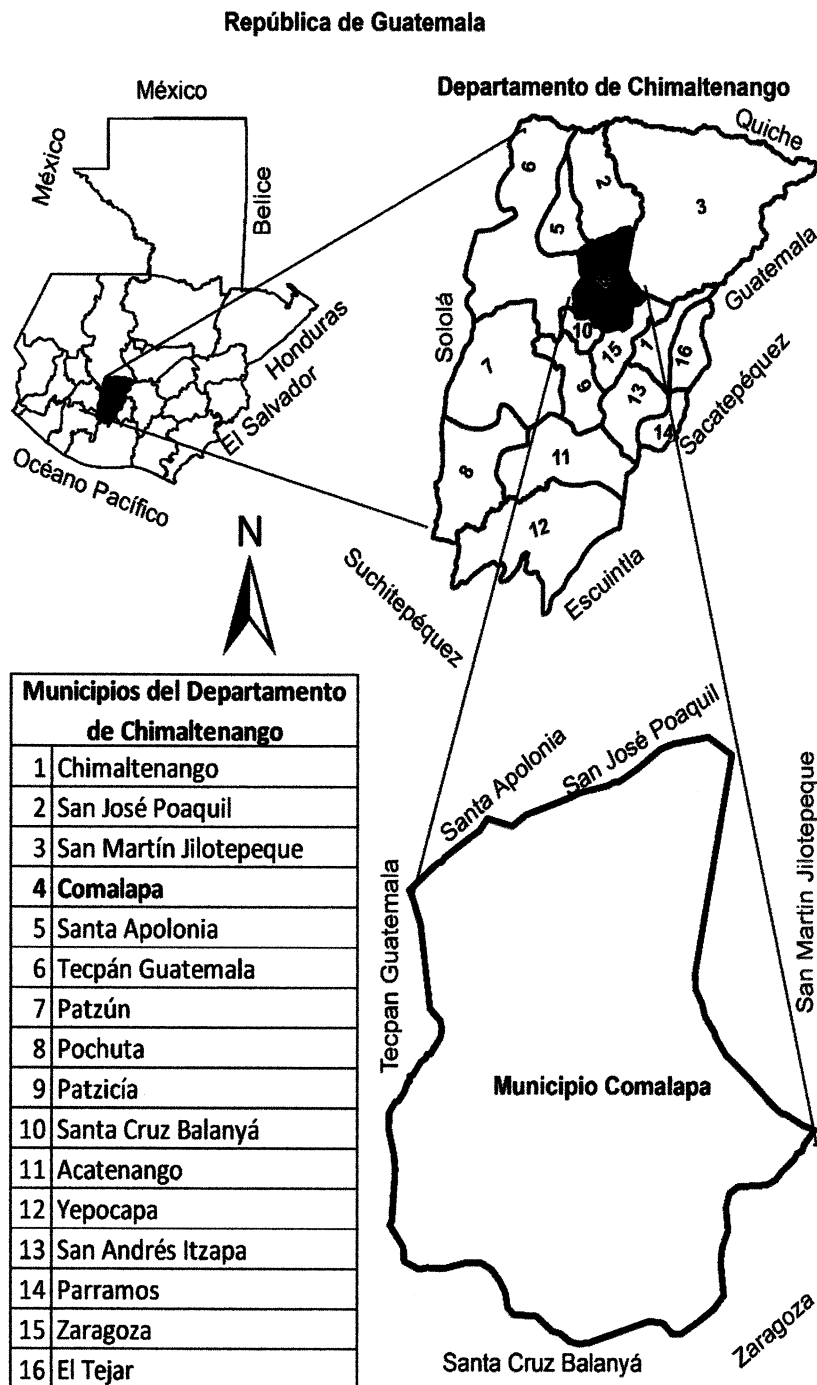 República de Guatemala
México
México
Belice
Honduras
El Salvador
Océano Pacífico
N
Departamento de Chimaltenango
Quiche
Guatemala
Sololá
Sacatepéquez
Suchitepéquez
Escuintla
6
2
5
3
10
15
1
16
7
6
13
14
8
11
12
Municipios del Departamento
de Chimaltenango
1 Chimaltenango
2 San José Poaquil
3 San Martín Jilotepeque
4 Comalapa
5 Santa Apolonia
6 Tecpán Guatemala
7 Patzún
8 Pochuta
9 Patzicía
10 Santa Cruz Balanyá
11 Acatenango
12 Yepocapa
13 San Andrés Itzapa
14 Parramos
15 Zaragoza
16 El Tejar
Santa Apolonia
San José Poaquil
Tecpan Guatemala
San Martin Jilotepeque
Municipio Comalapa
Santa Cruz Balanyá
Zaragoza